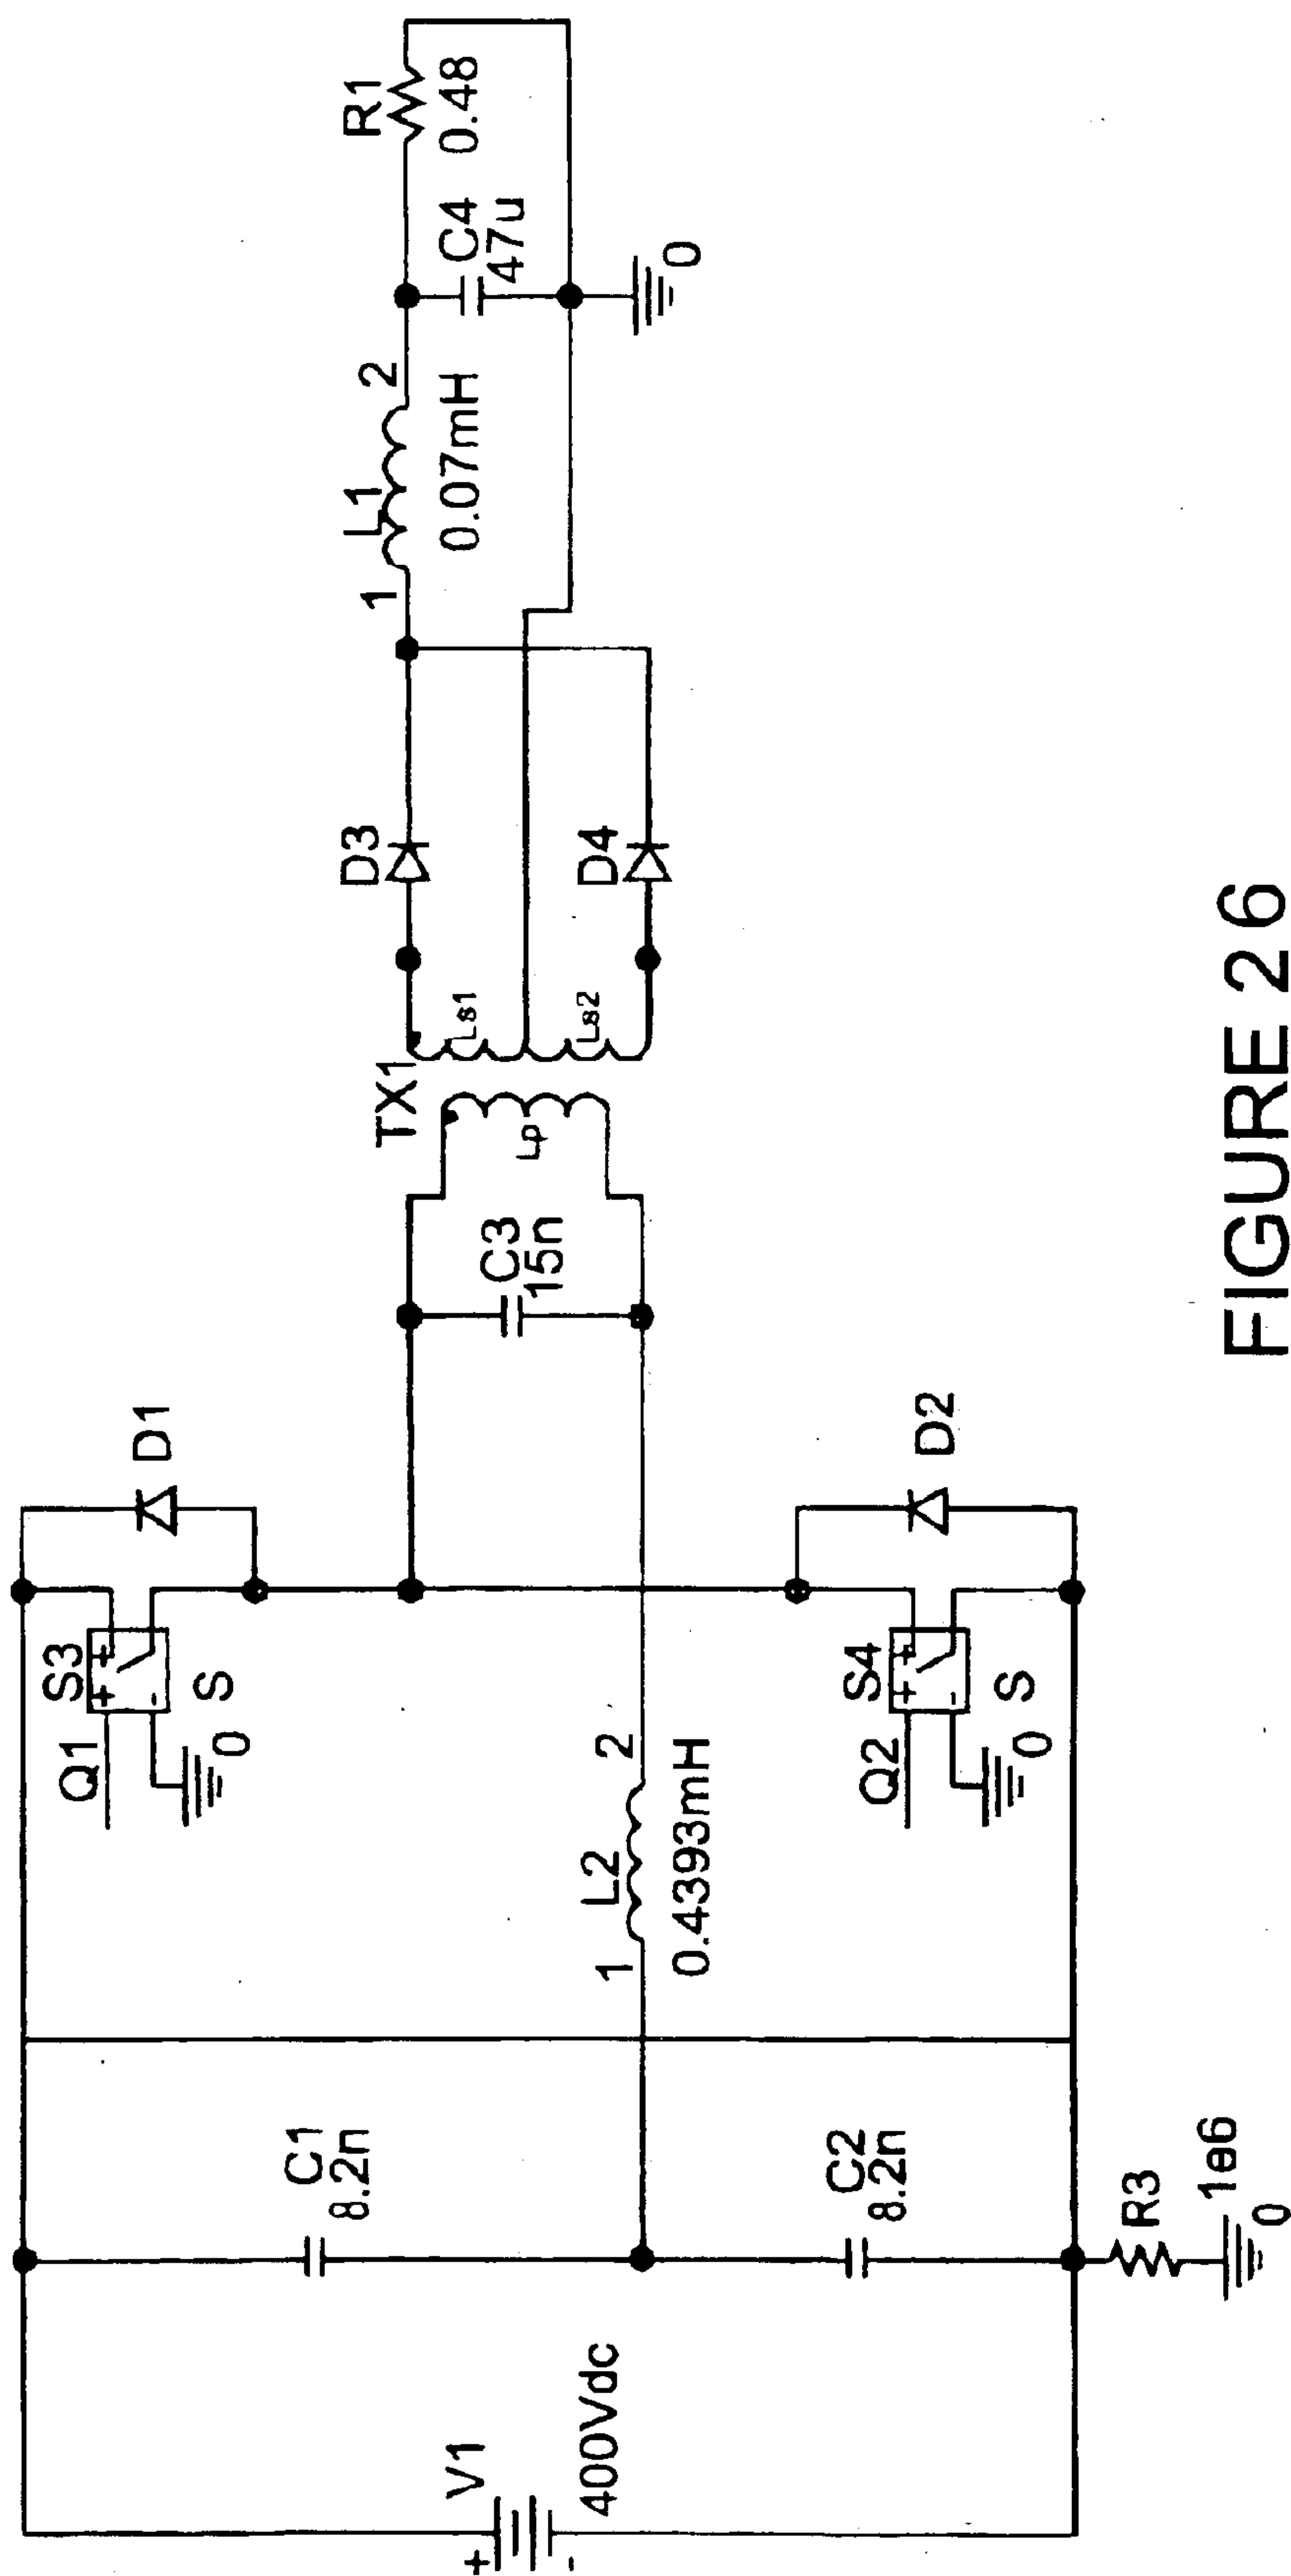 V1
+
-
400Vdc
C1
8.2n
C2
8.2n
R3
1e6
0
L2
1
2
0.4393mH
S3
Q1
+
+
-
S
0
D1
S4
Q2
+
+
-
S
0
D2
C3
15n
TX1
Lp
Ls1
Ls2
D3
D4
L1
1
2
0.07mH
C4
47u
0
R1
0.48
FIGURE 26